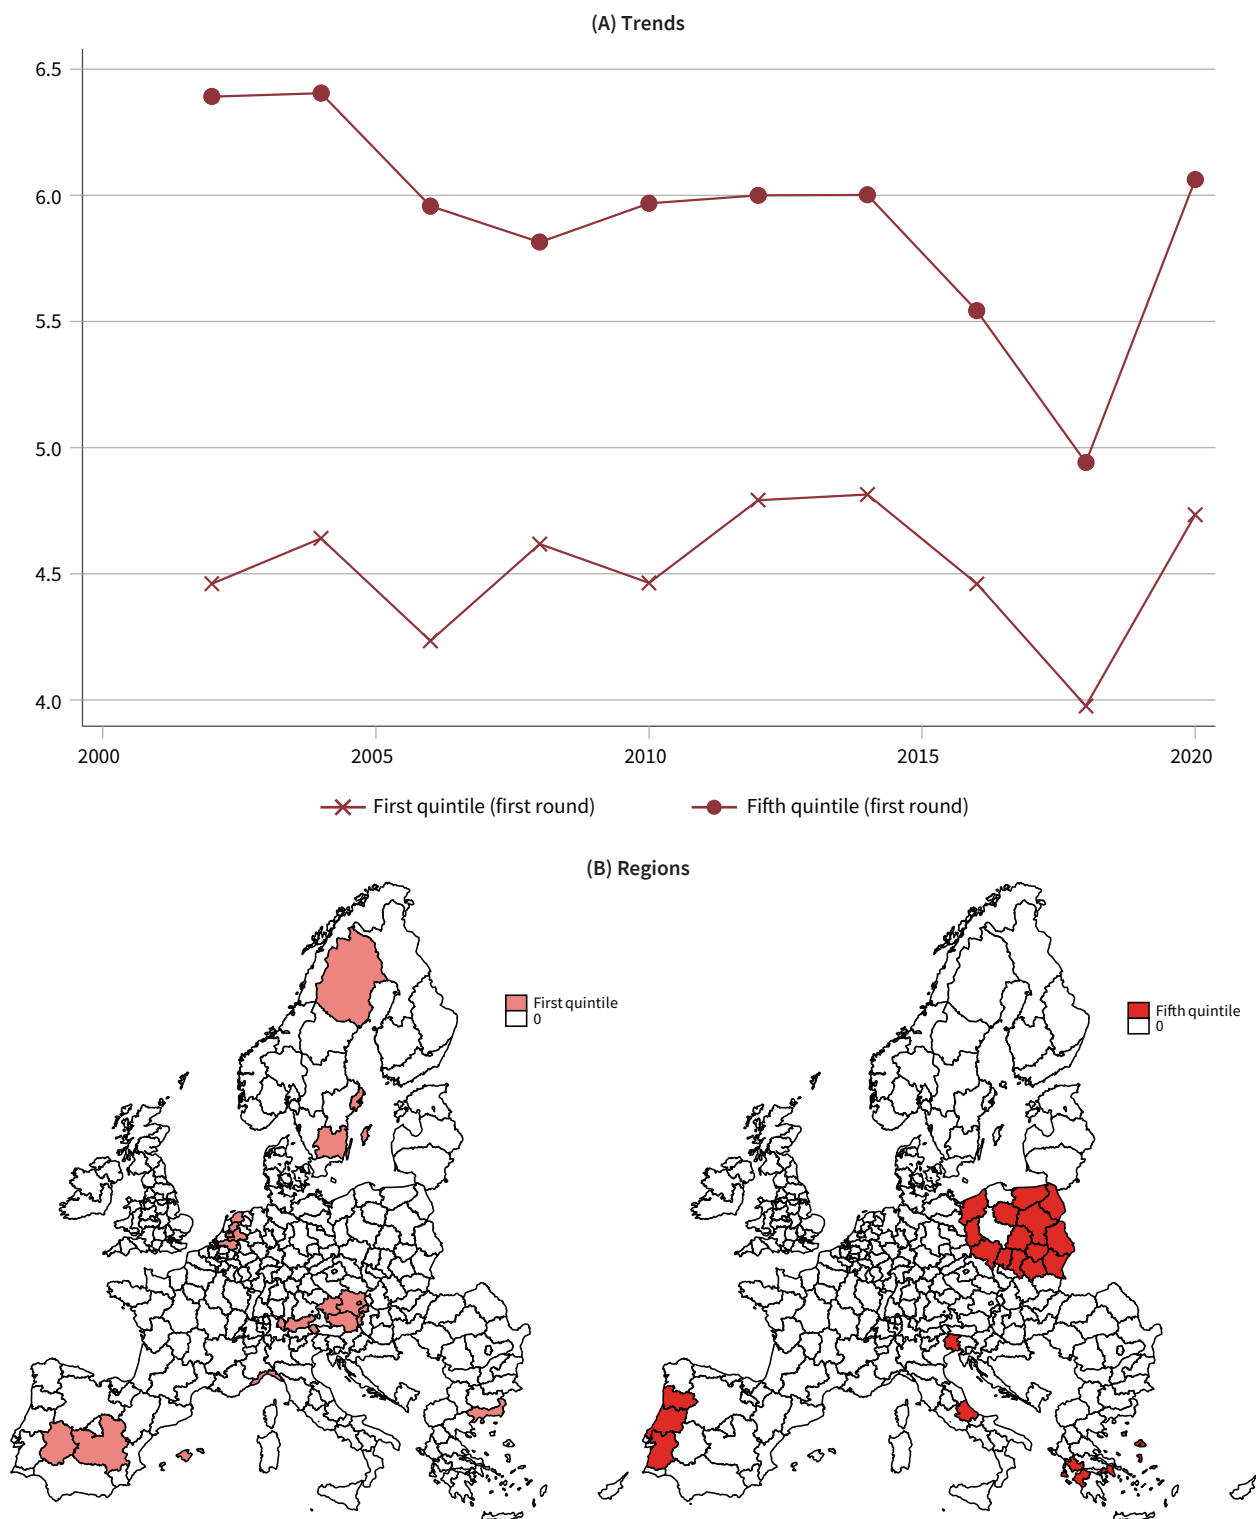 (A) Trends
6.5
6.0
5.5
5.0
4.5
4.0
2000 2005 2010 2015 2020
First quintile (first round) Fifth quintile (first round)
(B) Regions
First quintile
0
Fifth quintile
0